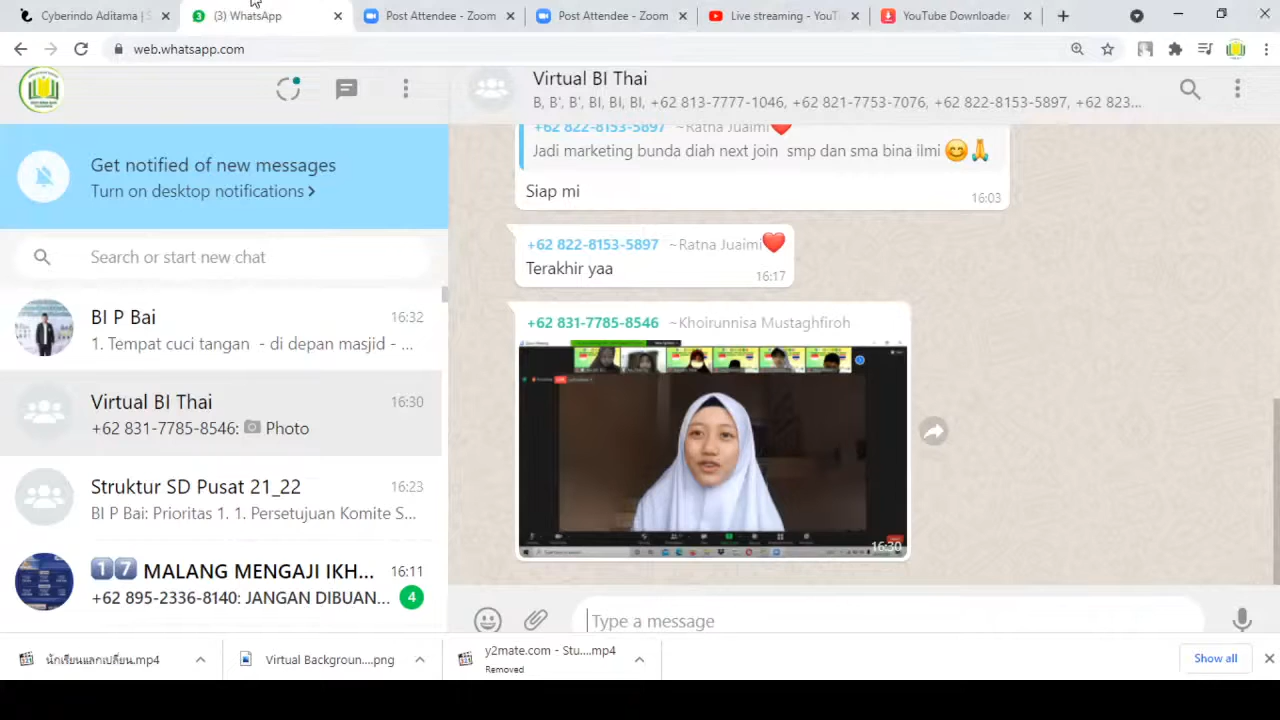 Cyberindo Aditama | S
(3) WhatsApp
Post Attendee - Zoom
Post Attendee - Zoom
Live streaming - YouT
YouTube Downloader
web.whatsapp.com
Virtual BI Thai
B, B', B', BI, BI, BI, +62 813-7777-1046, +62 821-7753-7076, +62 822-8153-5897, +62 823...
Get notified of new messages
Turn on desktop notifications >
Search or start new chat
BI P Bai
16:32
1. Tempat cuci tangan - di depan masjid - ...
Virtual BI Thai
16:30
+62 831-7785-8546: Photo
Struktur SD Pusat 21_22
16:23
BI P Bai: Prioritas 1. 1. Persetujuan Komite S...
1️⃣7️⃣ MALANG MENGAJI IKH...
16:11
+62 895-2336-8140: JANGAN DIBUAN...
4
+62 822-8153-5897 ~Ratna Juaimi❤️
Jadi marketing bunda diah next join smp dan sma bina ilmi 😊🙏
Siap mi
16:03
+62 822-8153-5897 ~Ratna Juaimi❤️
Terakhir yaa
16:17
+62 831-7785-8546 ~Khoirunnisa Mustaghfiroh
16:30
Type a message
นักเรียนแลกเปลี่ยน.mp4
Virtual Backgroun....png
y2mate.com - Stu....mp4
Removed
Show all